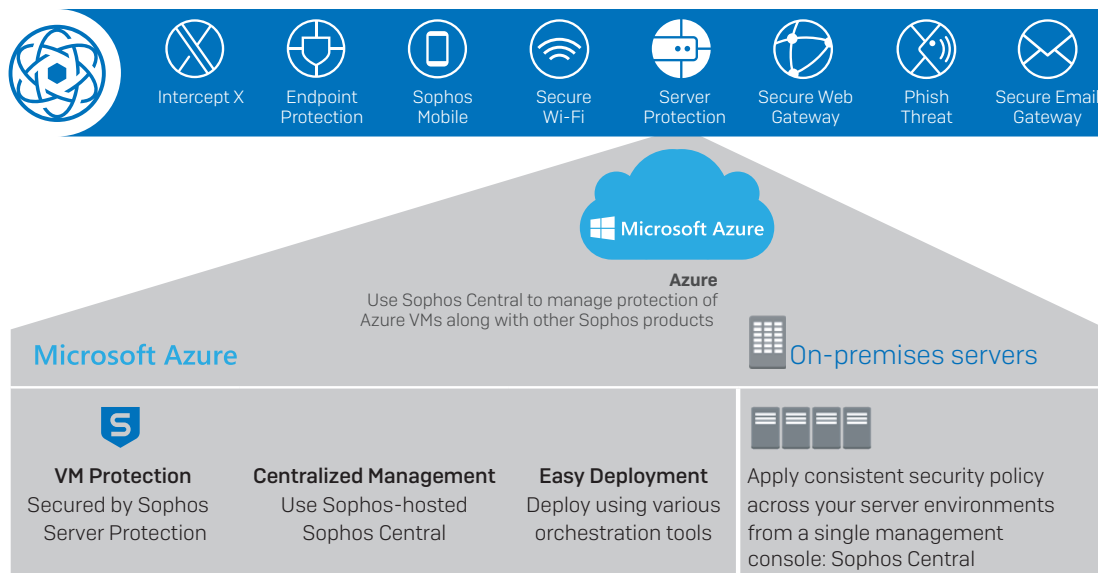 Intercept X
Endpoint
Protection
Sophos
Mobile
Secure
Wi-Fi
Server
Protection
Secure Web
Gateway
Phish
Threat
Secure Email
Gateway
Microsoft Azure
Azure
Use Sophos Central to manage protection of
Azure VMs along with other Sophos products
Microsoft Azure
On-premises servers
S
VM Protection
Secured by Sophos
Server Protection
Centralized Management
Use Sophos-hosted
Sophos Central
Easy Deployment
Deploy using various
orchestration tools
Apply consistent security policy
across your server environments
from a single management
console: Sophos Central